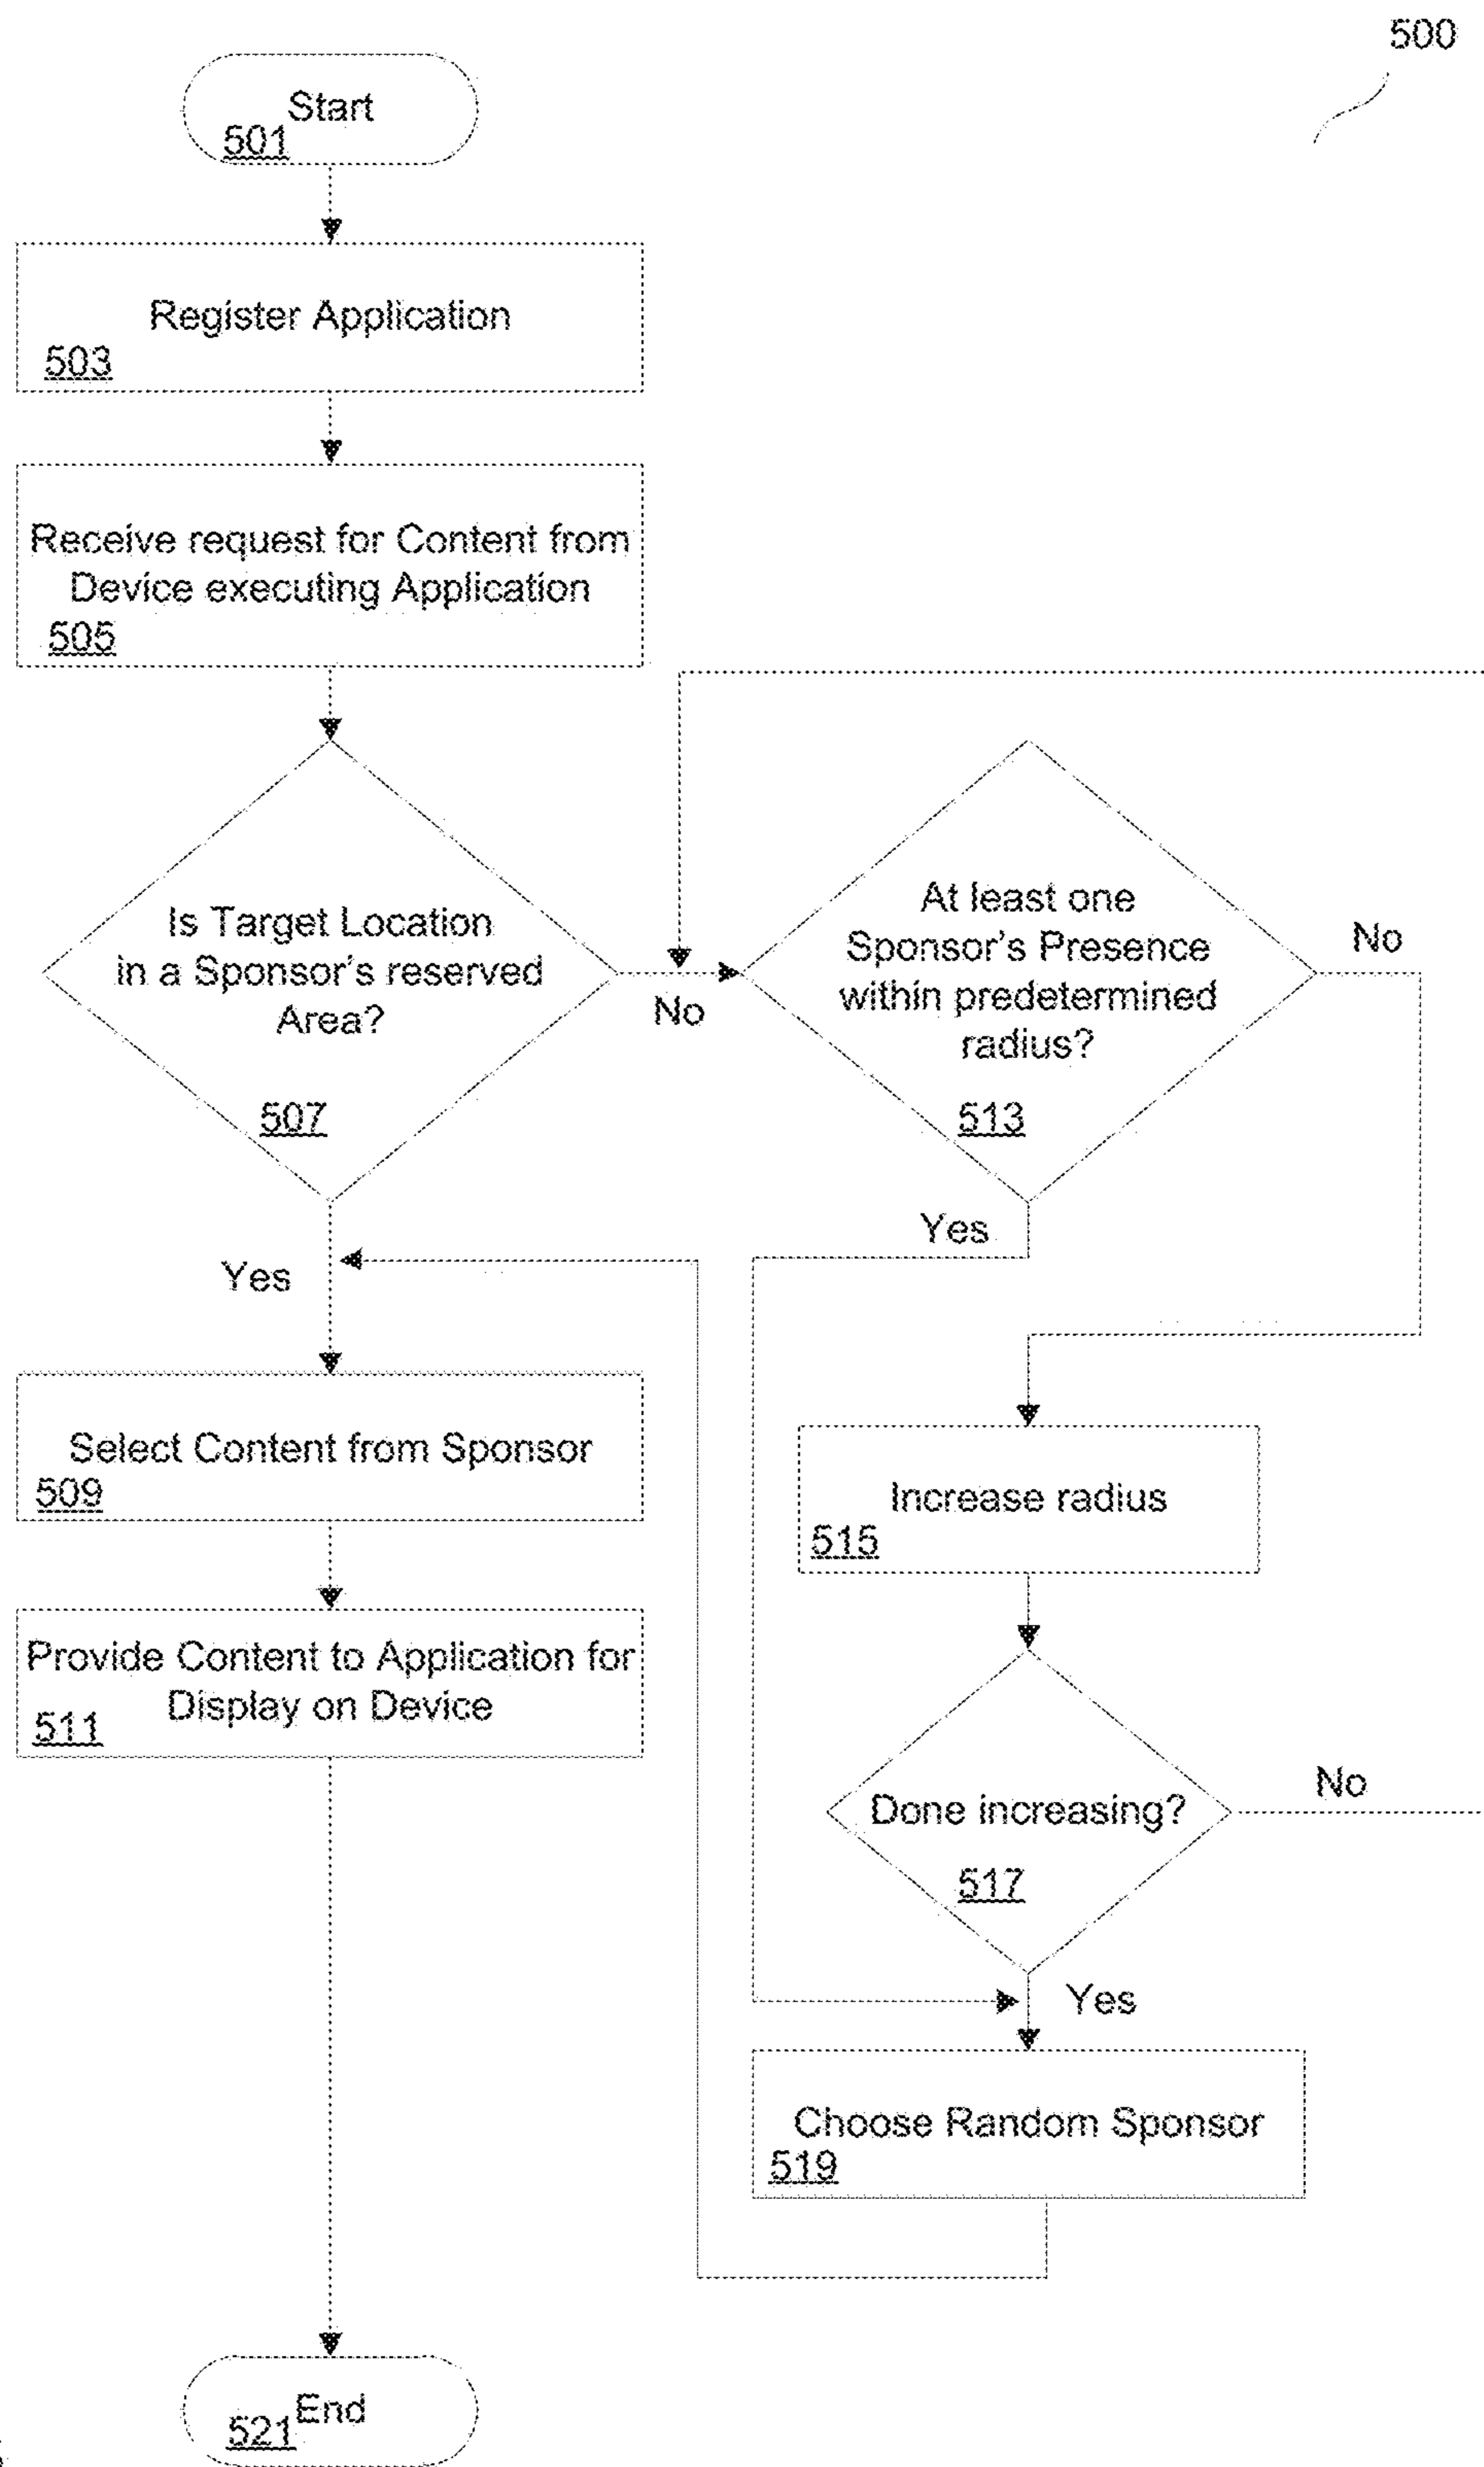 500
Start
501
Register Application
503
Receive request for Content from
Device executing Application
505
Is Target Location
in a Sponsor's reserved
Area?
507
No
At least one
Sponsor's Presence
within predetermined
radius?
513
No
Yes
Yes
Select Content from Sponsor
509
Increase radius
515
Provide Content to Application for
Display on Device
511
Done increasing?
517
No
Yes
Choose Random Sponsor
519
End
521